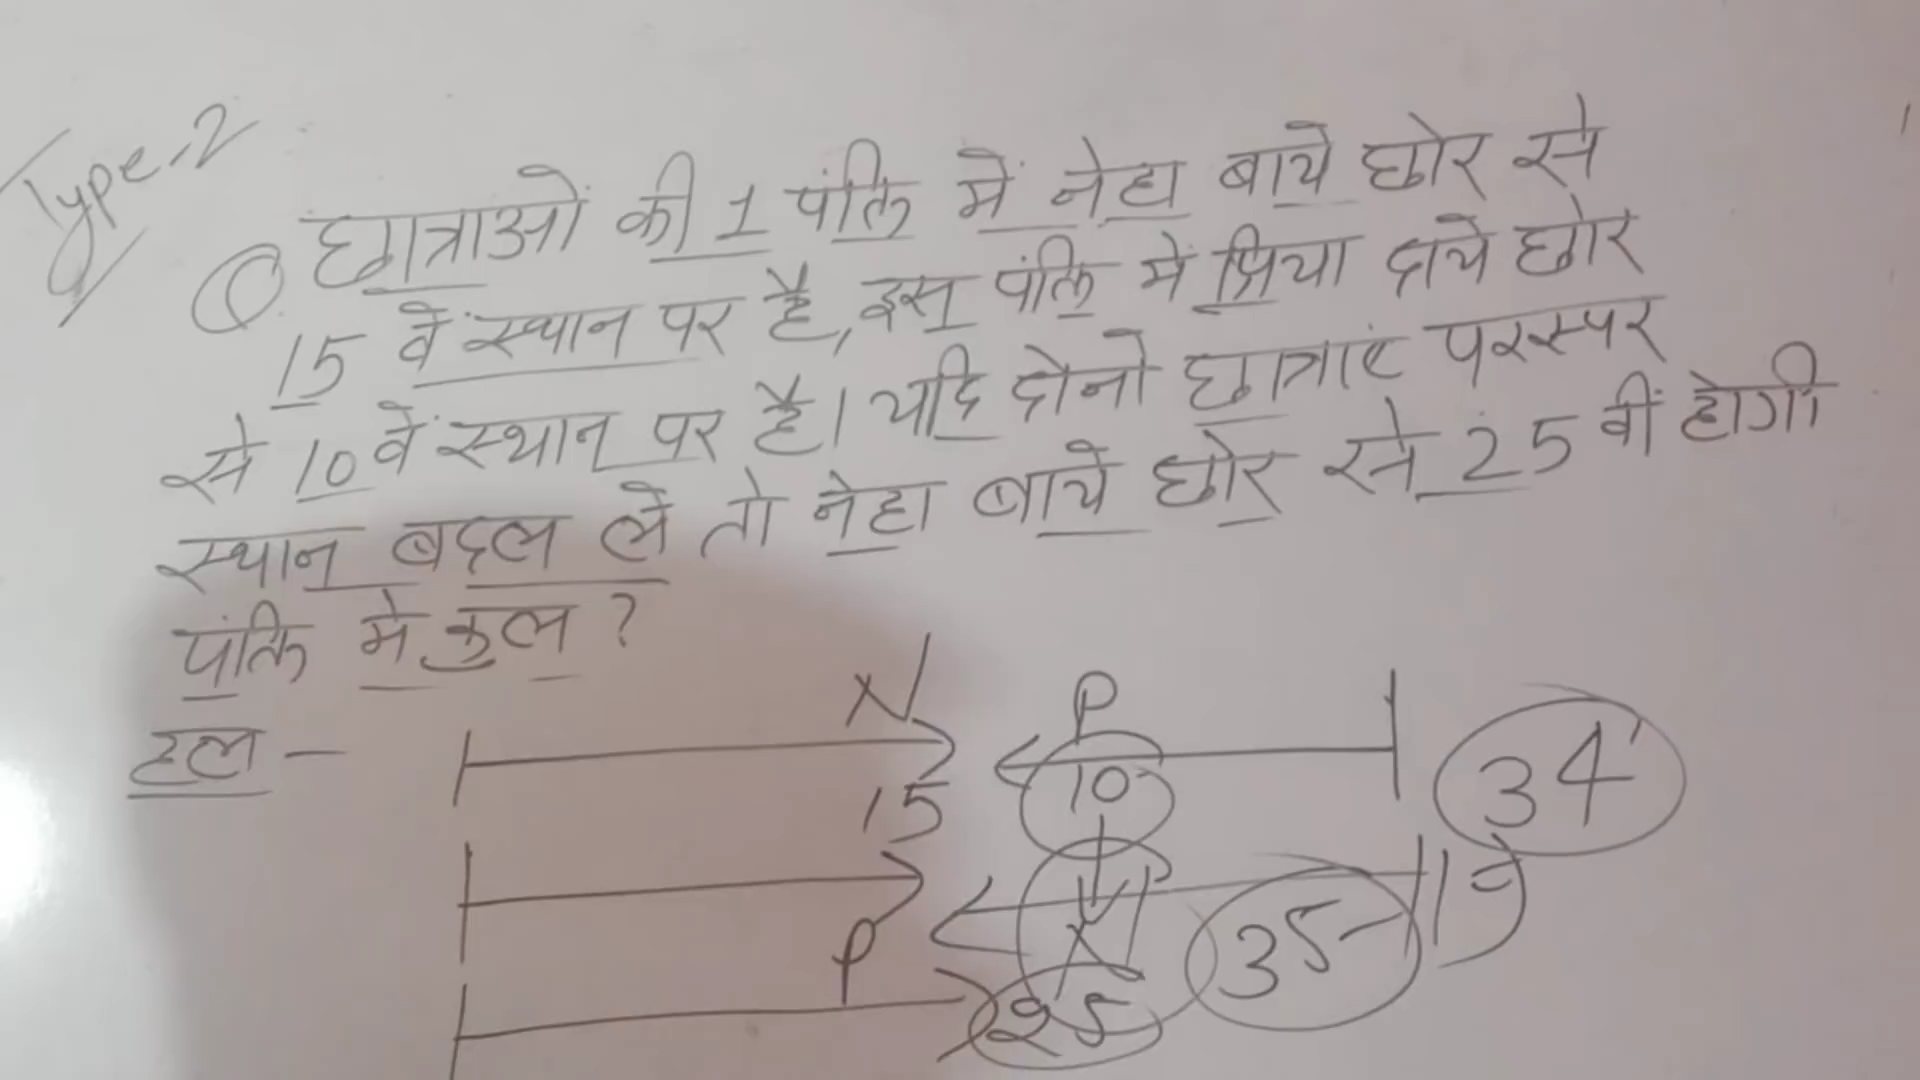 Type-2
Q छात्राओं की 1 पंक्ति में नेहा बाये छोर से
15 वें स्थान पर है, इस पंक्ति मे प्रिया दाये छोर
से 10 वें स्थान पर है। यदि दोनो छात्राएं परस्पर
स्थान बदल ले तो नेहा बाये छोर से 25 वीं होगी
पंक्ति मे कुल ?
हल -
N P
15 10 34
N 35-1
P 25